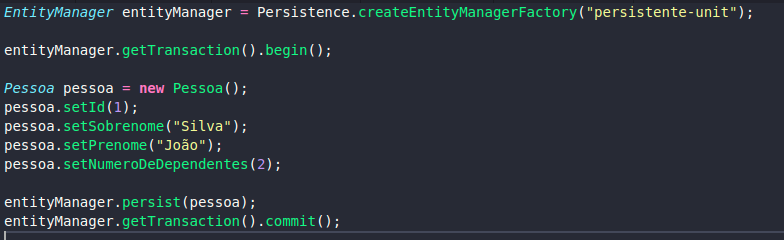 EntityManager entityManager = Persistence.createEntityManagerFactory("persistente-unit");
entityManager.getTransaction().begin();
Pessoa pessoa = new Pessoa();
pessoa.setId(1);
pessoa.setSobrenome("Silva");
pessoa.setPrenome("João");
pessoa.setNumeroDeDependentes(2);
entityManager.persist(pessoa);
entityManager.getTransaction().commit();